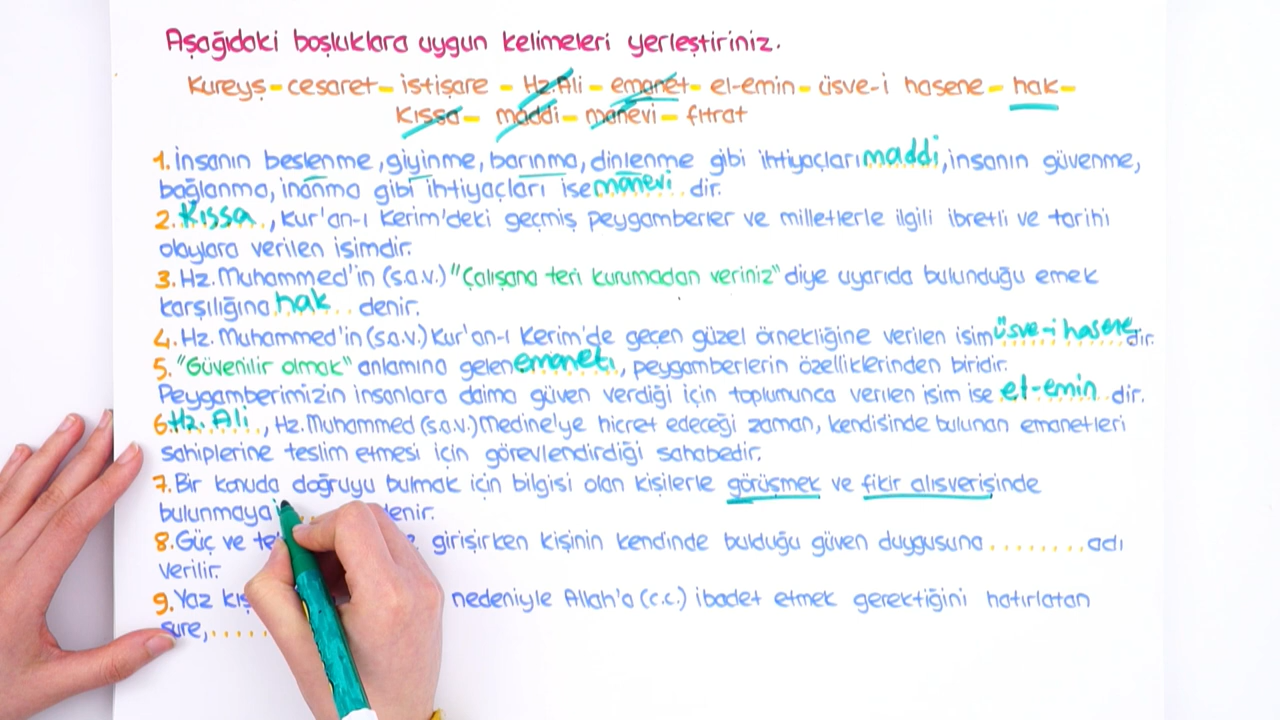 Aşağıdaki boşluklara uygun kelimeleri yerleştiriniz.
Kureyş - cesaret - istişare - Hz. Ali - emanet - el-emin - üsve-i hasene - hak -
Kıssa - maddi - manevi - fıtrat
1. İnsanın beslenme, giyinme, barınma, dinlenme gibi ihtiyaçları maddi, insanın güvenme,
bağlanma, inanma gibi ihtiyaçları ise manevi dir.
2. Kıssa..., Kur'an-ı Kerim'deki geçmiş peygamberler ve milletlerle ilgili ibretli ve tarihi
olaylara verilen isimdir.
3. Hz. Muhammed'in (s.a.v.) "Çalışana teri kurumadan veriniz" diye uyarıda bulunduğu emek
karşılığına hak... denir.
4. Hz. Muhammed'in (s.a.v.) Kur'an-ı Kerim'de geçen güzel örnekliğine verilen isim üsve-i hasene dir.
5. "Güvenilir olmak" anlamına gelen emanet, peygamberlerin özelliklerinden biridir.
Peygamberimizin insanlara daima güven verdiği için toplumunca verilen isim ise el-emin.. dir.
6. Hz. Ali.., Hz. Muhammed (s.a.v.) Medine'ye hicret edeceği zaman, kendisinde bulunan emanetleri
sahiplerine teslim etmesi için görevlendirdiği sahabedir.
7. Bir konuda doğruyu bulmak için bilgisi olan kişilerle görüşmek ve fikir alışverişinde
bulunmaya denir.
8. Güç ve girişirken kişinin kendinde bulduğu güven duygusuna ........ adı
verilir.
9. Yaz nedeniyle Allah'a (c.c.) ibadet etmek gerektiğini hatırlatan
sure, .....